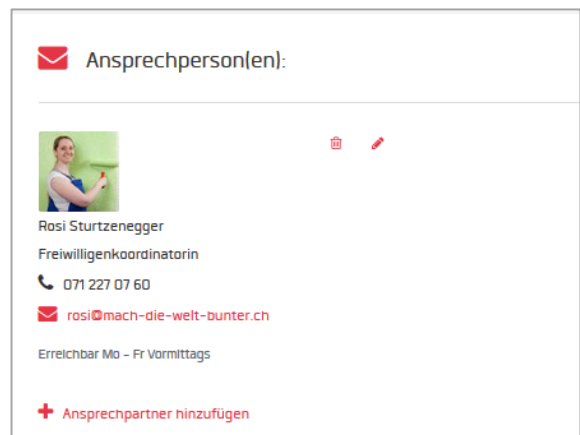 Ansprechperson(en):
Rosi Sturtzenegger
Freiwilligenkoordinatorin
071 227 07 60
rosi@mach-die-welt-bunter.ch
Erreichbar Mo - Fr Vormittags
Ansprechpartner hinzufügen